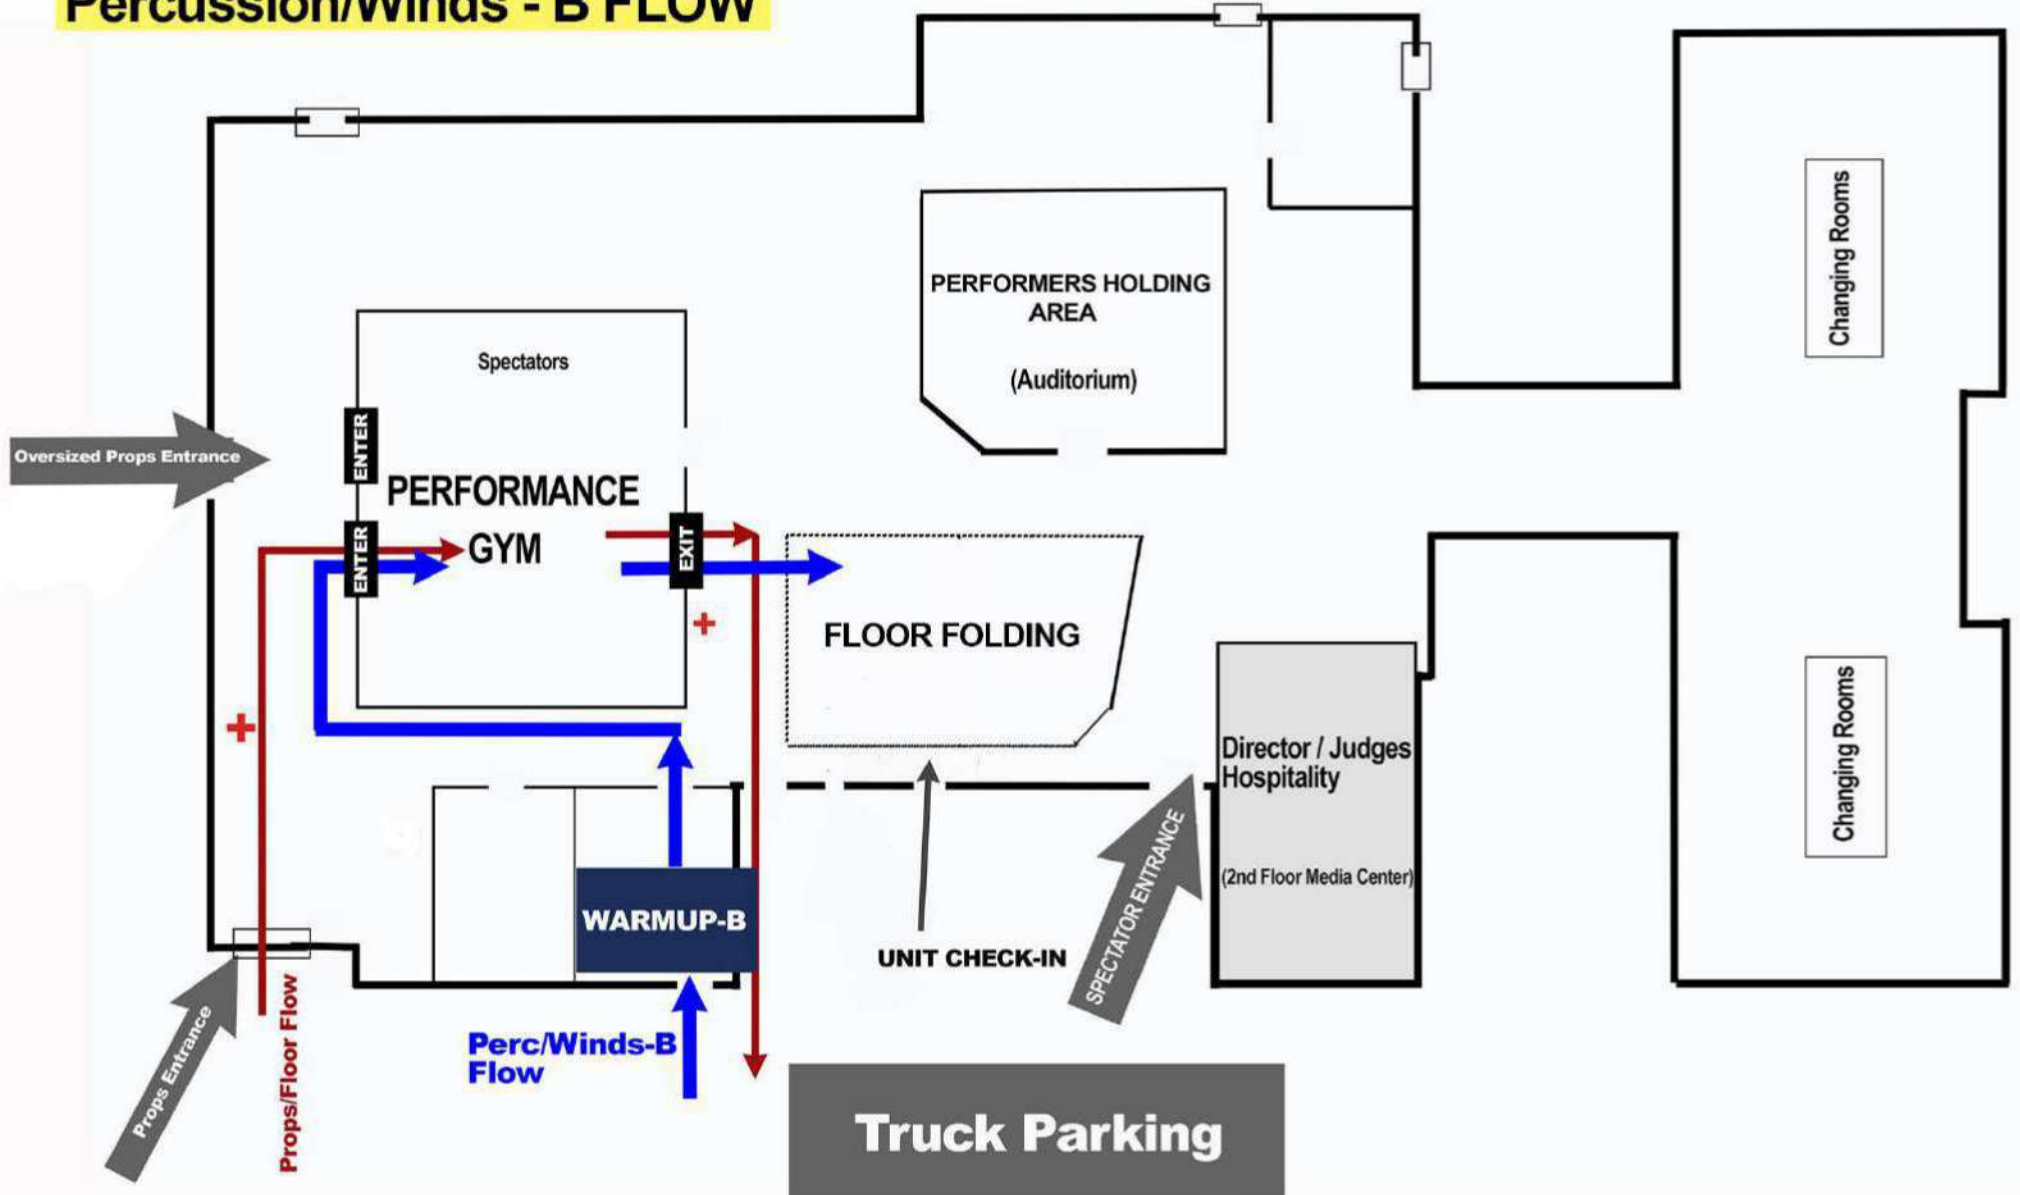 Percussion/Winds - B FLOW
PERFORMERS HOLDING
AREA
(Auditorium)
Changing Rooms
Spectators
ENTER
Oversized Props Entrance
PERFORMANCE
GYM
ENTER
EXIT
+
FLOOR FOLDING
+
Director / Judges
Hospitality
(2nd Floor Media Center)
Changing Rooms
SPECTATOR ENTRANCE
WARMUP-B
UNIT CHECK-IN
Props Entrance
Props/Floor Flow
Perc/Winds-B
Flow
Truck Parking